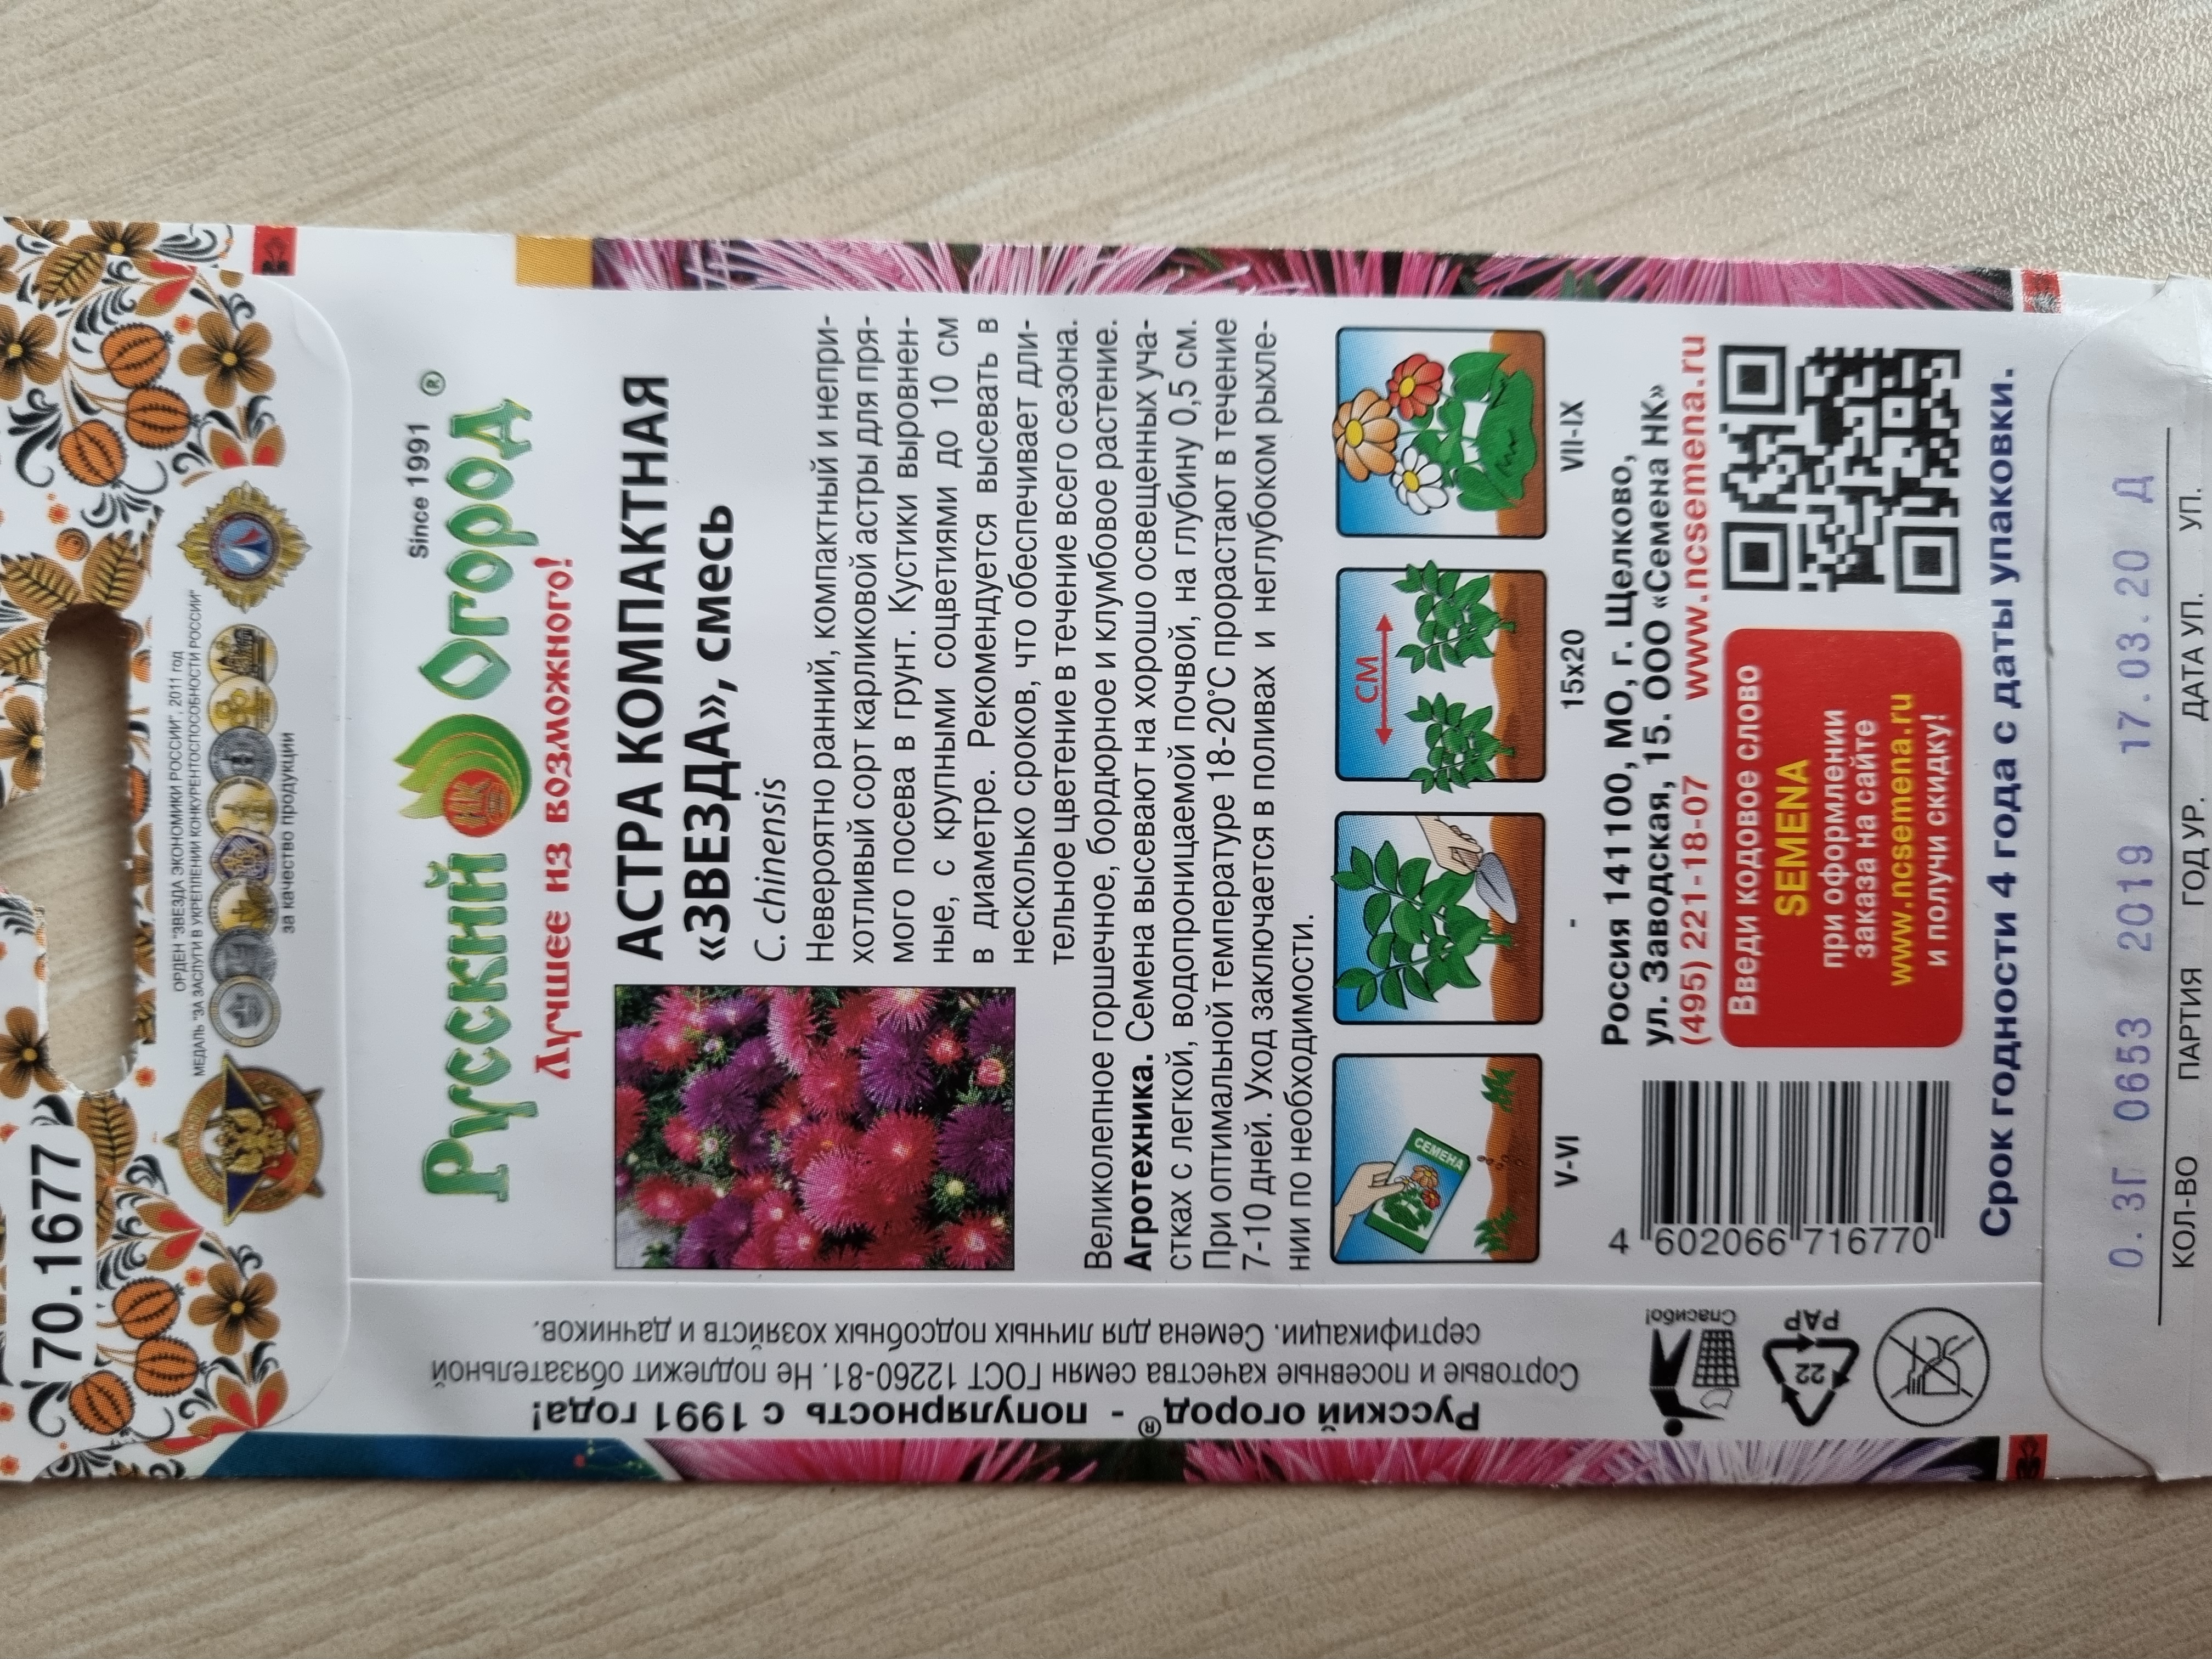 70.1677
ОРДЕН "ЗВЕЗДА ЭКОНОМИКИ РОССИИ", 2011 год
МЕДАЛЬ "ЗА ЗАСЛУГИ В УКРЕПЛЕНИИ КОНКУРЕНТОСПОСОБНОСТИ РОССИИ"
за качество продукции
Since 1991
Русский НК Огород ®
Лучшее из возможного!
АСТРА КОМПАКТНАЯ
«ЗВЕЗДА», смесь
C. chinensis
Невероятно ранний, компактный и непри-
хотливый сорт карликовой астры для пря-
мого посева в грунт. Кустики выровнен-
ные, с крупными соцветиями до 10 см
в диаметре. Рекомендуется высевать в
несколько сроков, что обеспечивает дли-
тельное цветение в течение всего сезона.
Великолепное горшечное, бордюрное и клумбовое растение.
Агротехника. Семена высевают на хорошо освещенных уча-
стках с легкой, водопроницаемой почвой, на глубину 0,5 см.
При оптимальной температуре 18-20°С прорастают в течение
7-10 дней. Уход заключается в поливах и неглубоком рыхле-
нии по необходимости.
СЕМЕНА
СМ
V-VI - 15x20 VII-IX
Россия 141100, МО, г. Щелково,
ул. Заводская, 15. ООО «Семена НК»
(495) 221-18-07 www.ncsemena.ru
Введи кодовое слово
SEMENA
при оформлении
заказа на сайте
www.ncsemena.ru
и получи скидку!
4 602066 716770
Срок годности 4 года с даты упаковки.
0.3Г 0653 2019 17.03.20 Д
КОЛ-ВО ПАРТИЯ ГОД УР. ДАТА УП. УП.
Русский огород® - популярность с 1991 года!
Сортовые и посевные качества семян ГОСТ 12260-81. Не подлежит обязательной
сертификации. Семена для личных подсобных хозяйств и дачников.
Спасибо!
22
PAP